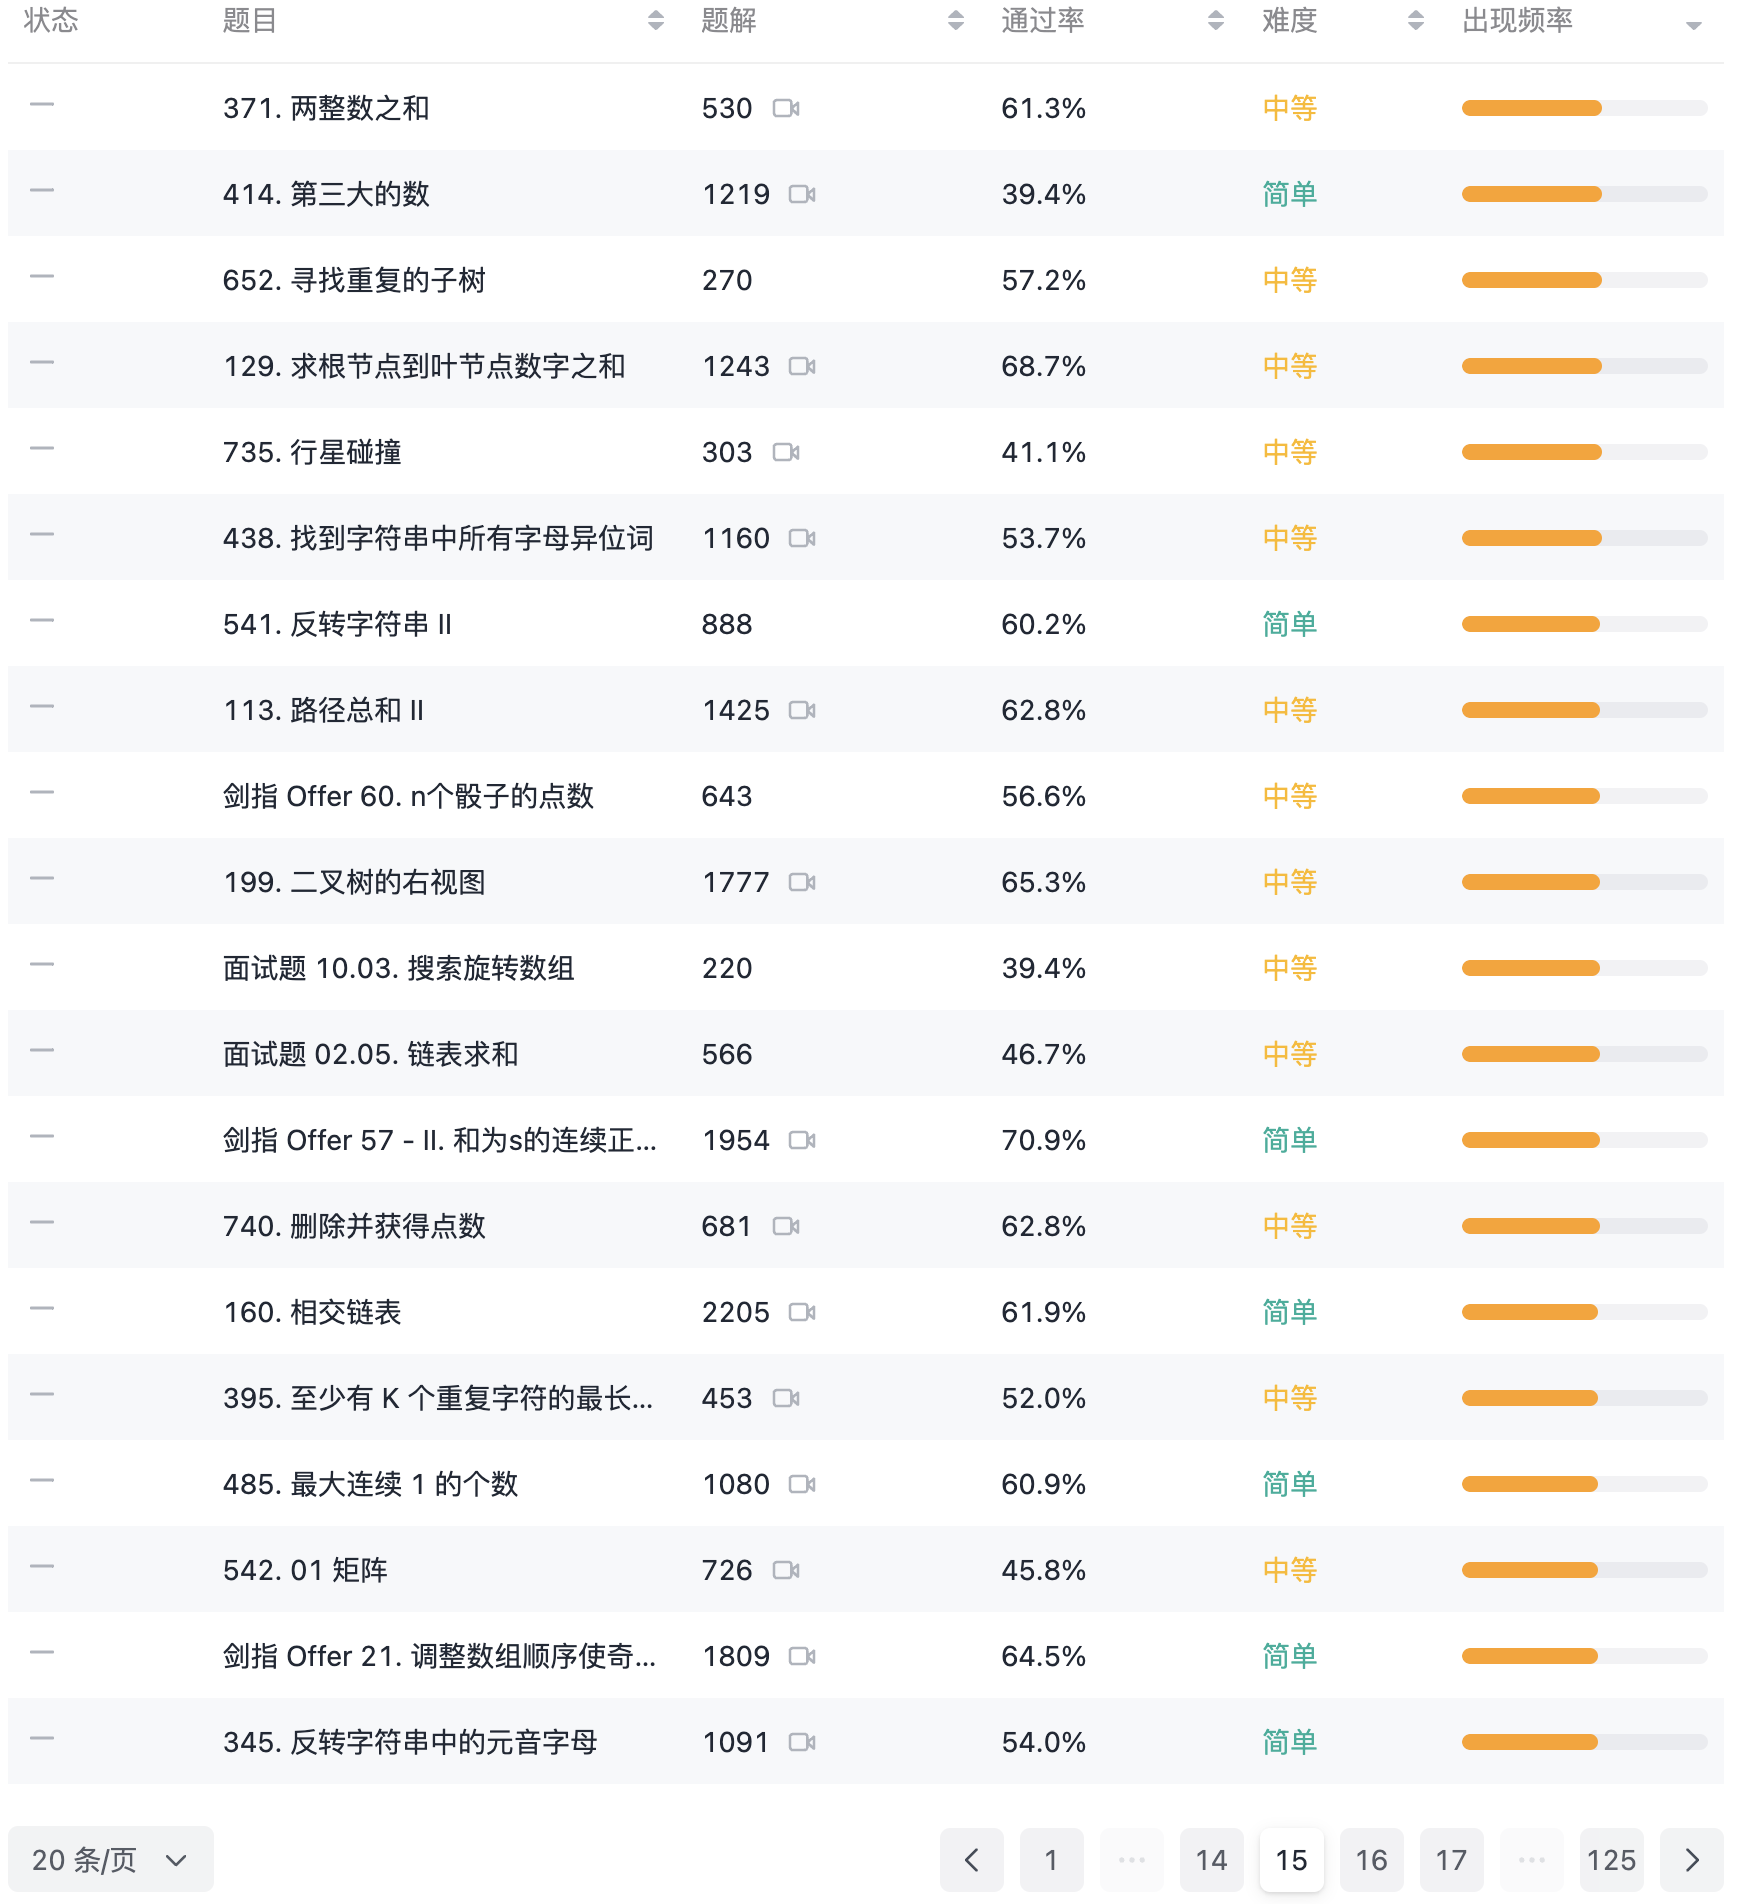 状态 题目 题解 通过率 难度 出现频率
371. 两整数之和 530 61.3% 中等
414. 第三大的数 1219 39.4% 简单
652. 寻找重复的子树 270 57.2% 中等
129. 求根节点到叶节点数字之和 1243 68.7% 中等
735. 行星碰撞 303 41.1% 中等
438. 找到字符串中所有字母异位词 1160 53.7% 中等
541. 反转字符串 II 888 60.2% 简单
113. 路径总和 II 1425 62.8% 中等
剑指 Offer 60. n个骰子的点数 643 56.6% 中等
199. 二叉树的右视图 1777 65.3% 中等
面试题 10.03. 搜索旋转数组 220 39.4% 中等
面试题 02.05. 链表求和 566 46.7% 中等
剑指 Offer 57 - II. 和为s的连续正... 1954 70.9% 简单
740. 删除并获得点数 681 62.8% 中等
160. 相交链表 2205 61.9% 简单
395. 至少有 K 个重复字符的最长... 453 52.0% 中等
485. 最大连续 1 的个数 1080 60.9% 简单
542. 01 矩阵 726 45.8% 中等
剑指 Offer 21. 调整数组顺序使奇... 1809 64.5% 简单
345. 反转字符串中的元音字母 1091 54.0% 简单
20 条/页 1 ... 14 15 16 17 ... 125